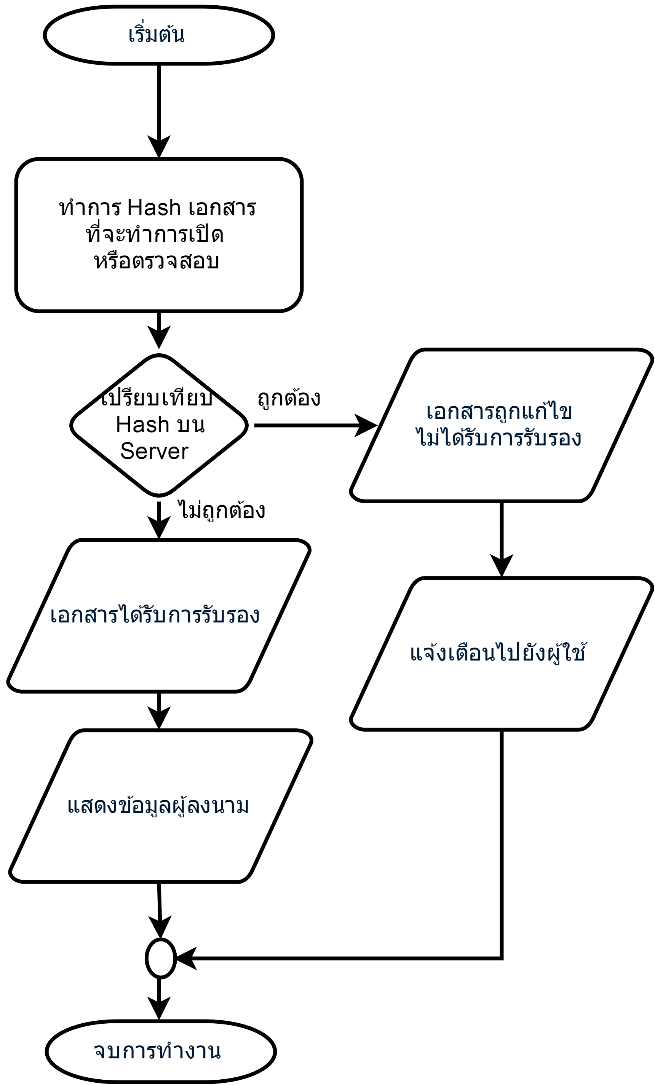 เริ่มต้น
ทำการ Hash เอกสาร
ที่จะทำการเปิด
หรือตรวจสอบ
เปรียบเทียบ
Hash บน
Server
ถูกต้อง
เอกสารถูกแก้ไข
ไม่ได้รับการรับรอง
ไม่ถูกต้อง
เอกสารได้รับการรับรอง
แจ้งเตือนไปยังผู้ใช้
แสดงข้อมูลผู้ลงนาม
จบการทำงาน